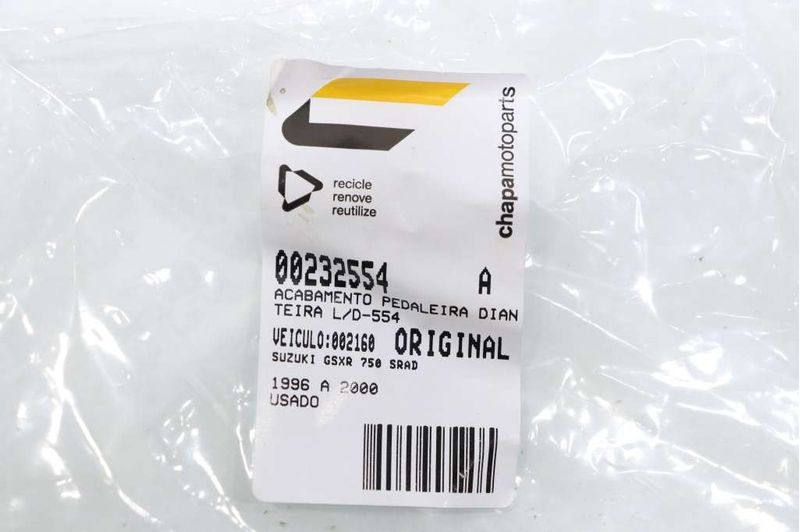 chapamotoparts
recicle
renove
reutilize
00232554 A
ACABAMENTO PEDALEIRA DIAN
TEIRA L/D-554
VEICULO:002160 ORIGINAL
SUZUKI GSXR 750 SRAD
1996 A 2000
USADO